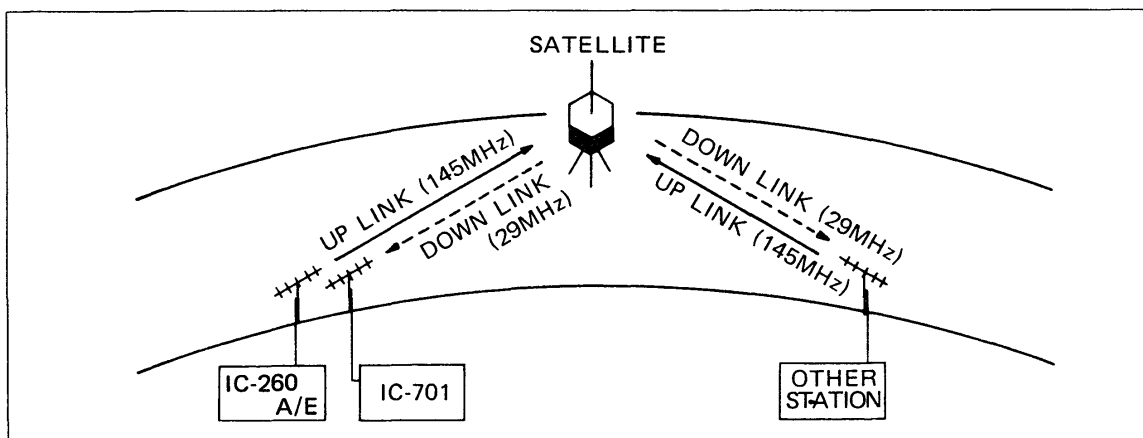 SATELLITE
UP LINK (145MHz)
DOWN LINK
(29MHz)
DOWN LINK (29MHz)
UP LINK (145MHz)
IC-260
A/E
IC-701
OTHER
STATION